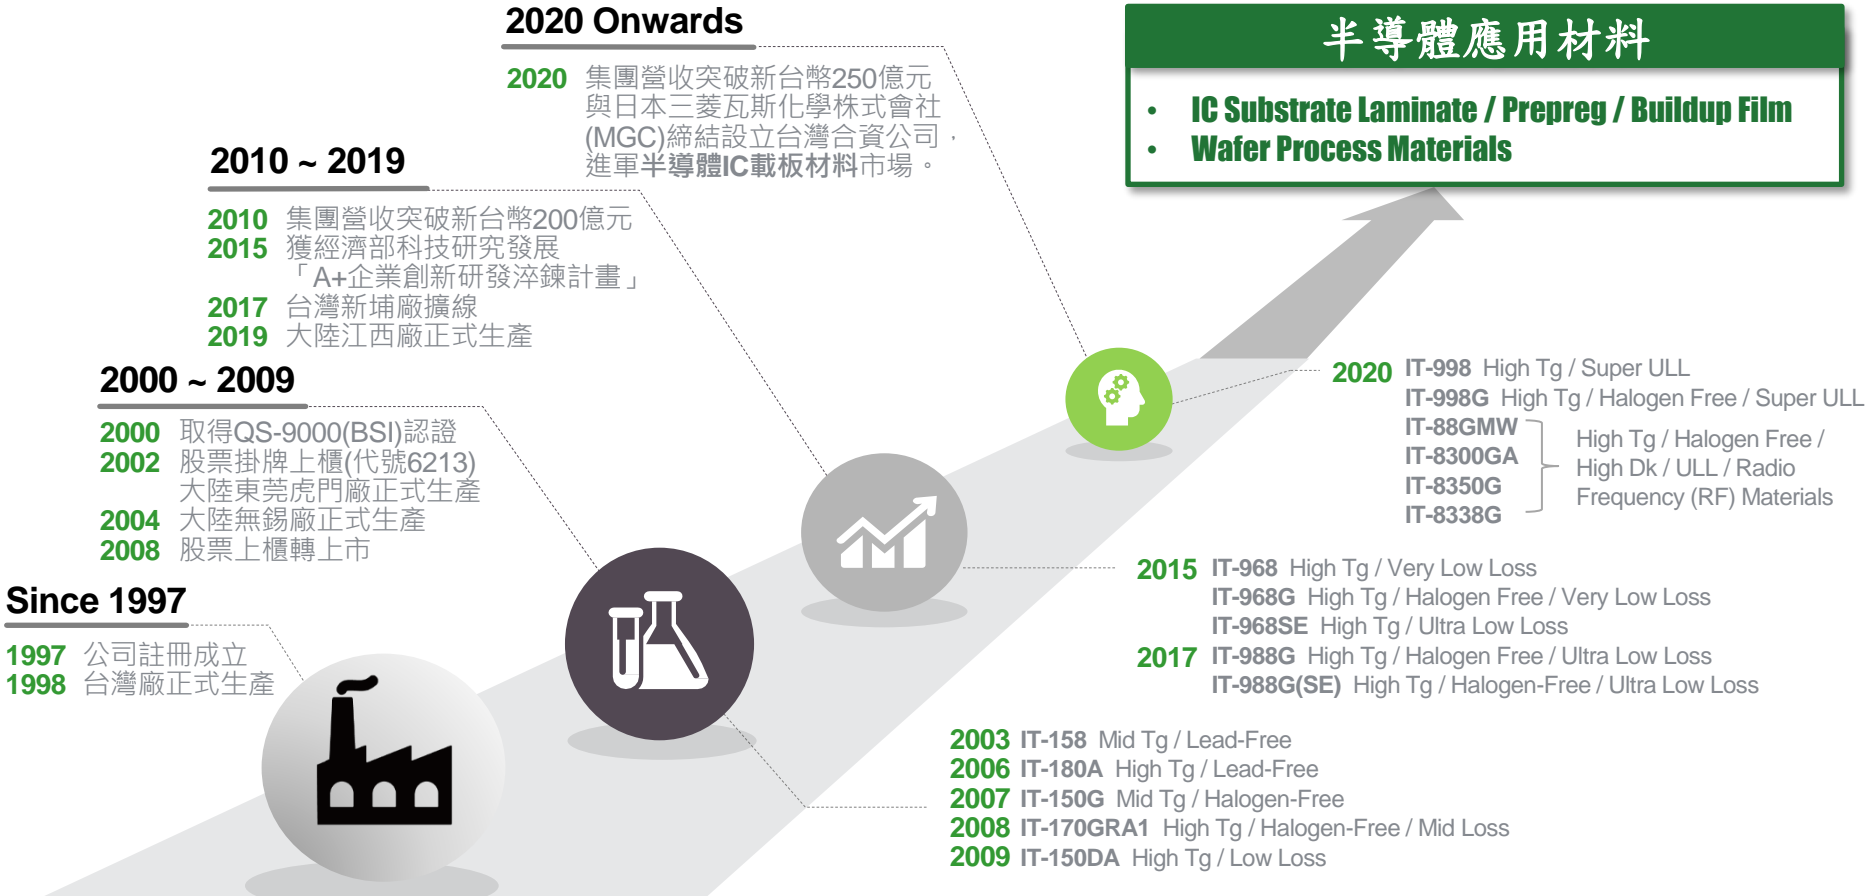 2020 Onwards
2020 集團營收突破新台幣250億元
與日本三菱瓦斯化學株式會社
(MGC)締結設立台灣合資公司，
進軍半導體IC載板材料市場。
半導體應用材料
• IC Substrate Laminate / Prepreg / Buildup Film
• Wafer Process Materials
2010 ~ 2019
2010 集團營收突破新台幣200億元
2015 獲經濟部科技研究發展
「A+企業創新研發淬鍊計畫」
2017 台灣新埔廠擴線
2019 大陸江西廠正式生產
2000 ~ 2009
2000 取得QS-9000(BSI)認證
2002 股票掛牌上櫃(代號6213)
大陸東莞虎門廠正式生產
2004 大陸無錫廠正式生產
2008 股票上櫃轉上市
Since 1997
1997 公司註冊成立
1998 台灣廠正式生產
2020 IT-998 High Tg / Super ULL
IT-998G High Tg / Halogen Free / Super ULL
IT-88GMW
IT-8300GA
IT-8350G
IT-8338G
High Tg / Halogen Free /
High Dk / ULL / Radio
Frequency (RF) Materials
2015 IT-968 High Tg / Very Low Loss
IT-968G High Tg / Halogen Free / Very Low Loss
IT-968SE High Tg / Ultra Low Loss
2017 IT-988G High Tg / Halogen Free / Ultra Low Loss
IT-988G(SE) High Tg / Halogen-Free / Ultra Low Loss
2003 IT-158 Mid Tg / Lead-Free
2006 IT-180A High Tg / Lead-Free
2007 IT-150G Mid Tg / Halogen-Free
2008 IT-170GRA1 High Tg / Halogen-Free / Mid Loss
2009 IT-150DA High Tg / Low Loss